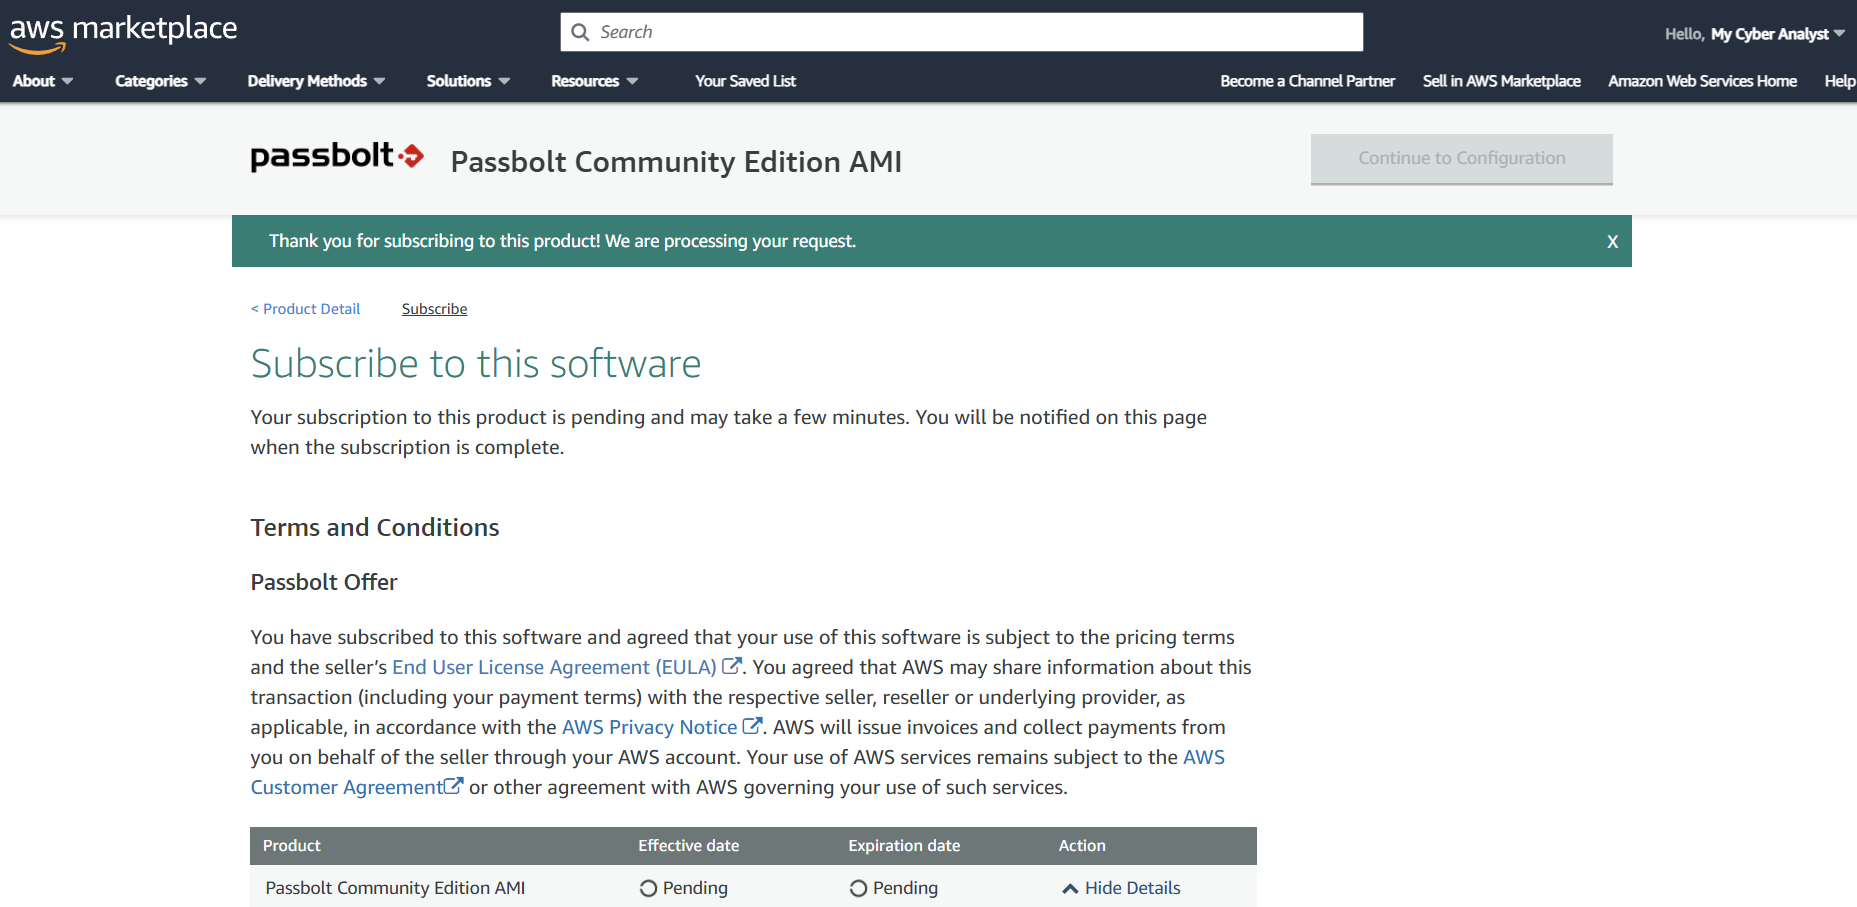 aws marketplace
Search
Hello, My Cyber Analyst
About Categories Delivery Methods Solutions Resources Your Saved List Become a Channel Partner Sell in AWS Marketplace Amazon Web Services Home Help
passbolt Passbolt Community Edition AMI Continue to Configuration
Thank you for subscribing to this product! We are processing your request. X
< Product Detail Subscribe
Subscribe to this software
Your subscription to this product is pending and may take a few minutes. You will be notified on this page
when the subscription is complete.
Terms and Conditions
Passbolt Offer
You have subscribed to this software and agreed that your use of this software is subject to the pricing terms
and the seller’s End User License Agreement (EULA). You agreed that AWS may share information about this
transaction (including your payment terms) with the respective seller, reseller or underlying provider, as
applicable, in accordance with the AWS Privacy Notice. AWS will issue invoices and collect payments from
you on behalf of the seller through your AWS account. Your use of AWS services remains subject to the AWS
Customer Agreement or other agreement with AWS governing your use of such services.
Product Effective date Expiration date Action
Passbolt Community Edition AMI Pending Pending Hide Details